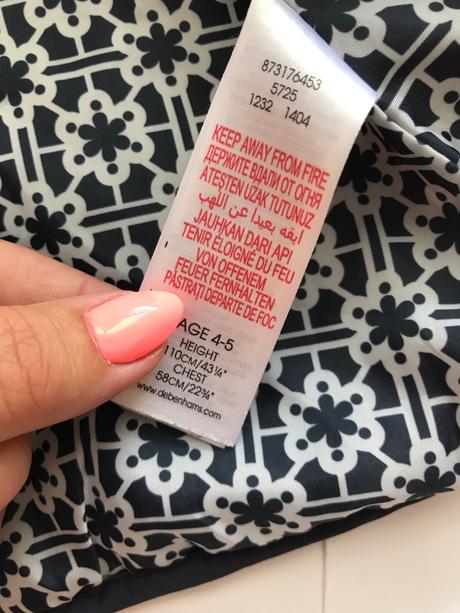 873176453
5725
1232 1404
KEEP AWAY FROM FIRE
ДЕРЖИТЕ ВДАЛИ ОТ ОГНЯ
ATEŞTEN UZAK TUTUNUZ
ابقه بعيدا عن اللهب
JAUHKAN DARI API
TENIR ÉLOIGNÉ DU FEU
VON OFFENEM
FEUER FERNHALTEN
PĂSTRAȚI DEPARTE DE FOC
AGE 4-5
HEIGHT
110CM/43¼"
CHEST
58CM/22¾"
www.debenhams.com